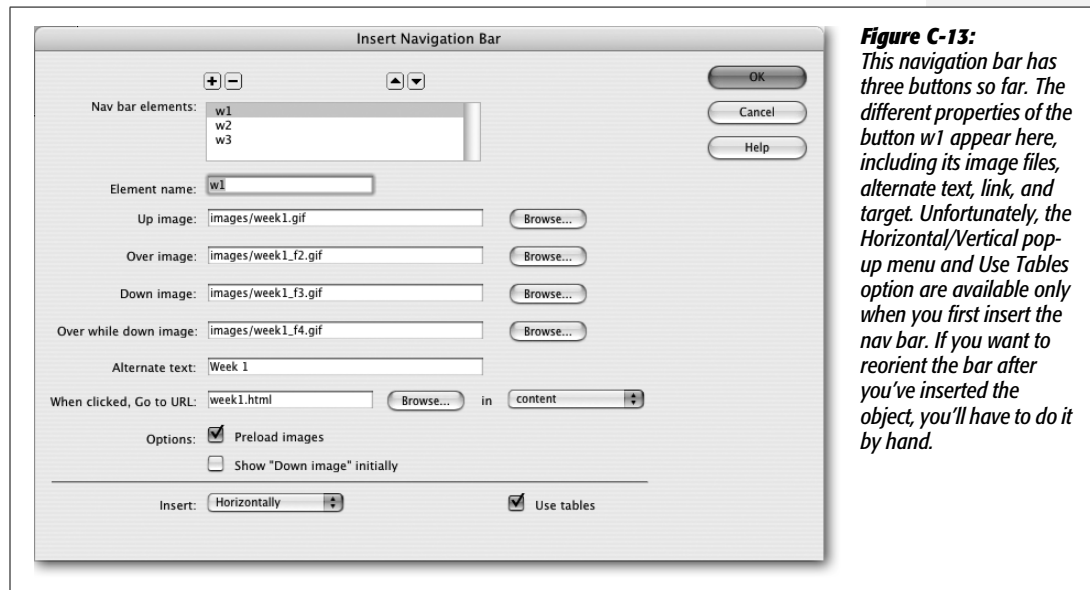 Insert Navigation Bar
OK
Nav bar elements:
w1
w2
w3
Cancel
Help
Element name: w1
Up image: images/week1.gif Browse...
Over image: images/week1_f2.gif Browse...
Down image: images/week1_f3.gif Browse...
Over while down image: images/week1_f4.gif Browse...
Alternate text: Week 1
When clicked, Go to URL: week1.html Browse... in content
Options: Preload images
Show "Down image" initially
Insert: Horizontally Use tables
Figure C-13:
This navigation bar has
three buttons so far. The
different properties of the
button w1 appear here,
including its image files,
alternate text, link, and
target. Unfortunately, the
Horizontal/Vertical pop-
up menu and Use Tables
option are available only
when you first insert the
nav bar. If you want to
reorient the bar after
you've inserted the
object, you'll have to do it
by hand.